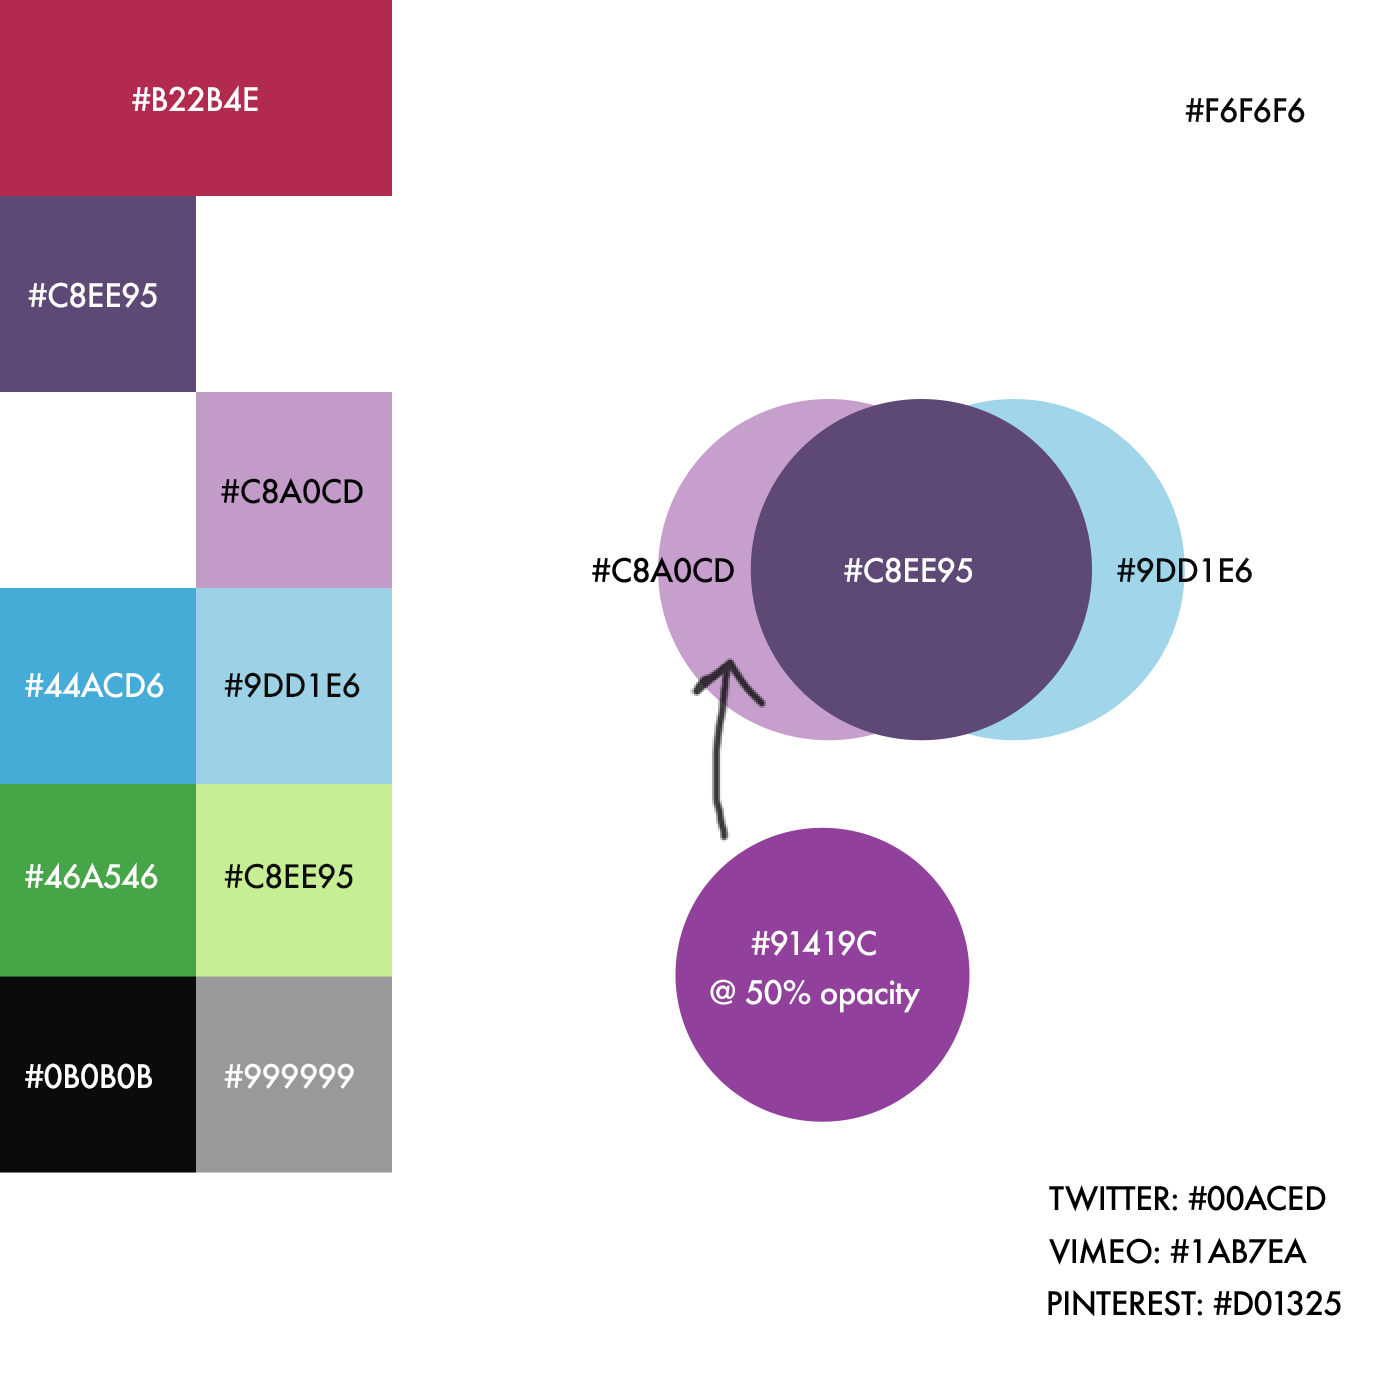 #B22B4E
#F6F6F6
#C8EE95
#C8A0CD
#C8A0CD
#C8EE95
#9DD1E6
#44ACD6
#9DD1E6
#46A546
#C8EE95
#91419C
@ 50% opacity
#0B0B0B
#999999
TWITTER: #00ACED
VIMEO: #1AB7EA
PINTEREST: #D01325